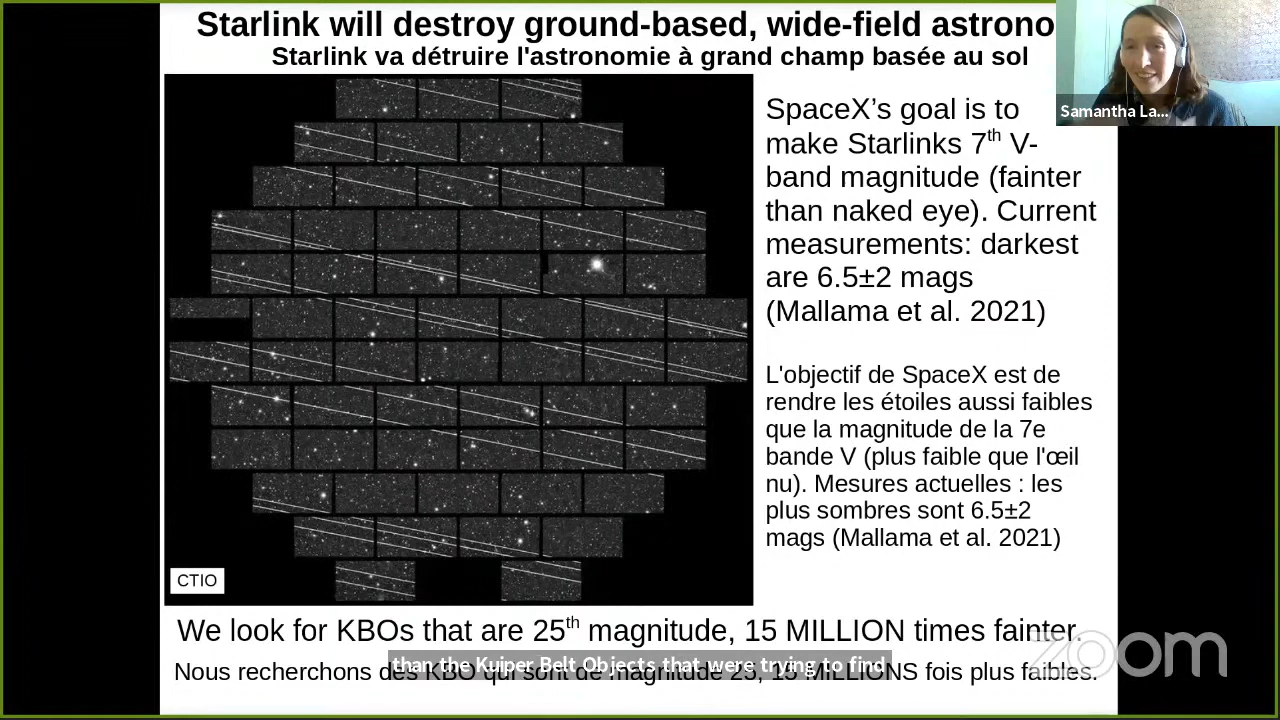 Starlink will destroy ground-based, wide-field astrono
Starlink va détruire l'astronomie à grand champ basée au sol
Samantha La...
SpaceX’s goal is to
make Starlinks 7th V-
band magnitude (fainter
than naked eye). Current
measurements: darkest
are 6.5±2 mags
(Mallama et al. 2021)
L'objectif de SpaceX est de
rendre les étoiles aussi faibles
que la magnitude de la 7e
bande V (plus faible que l'œil
nu). Mesures actuelles : les
plus sombres sont 6.5±2
mags (Mallama et al. 2021)
CTIO
We look for KBOs that are 25th magnitude, 15 MILLION times fainter.
than the Kuiper Belt Objects that were trying to find
Nous recherchons des KBO qui sont de magnitude 25, 15 MILLIONS fois plus faibles.
zoom